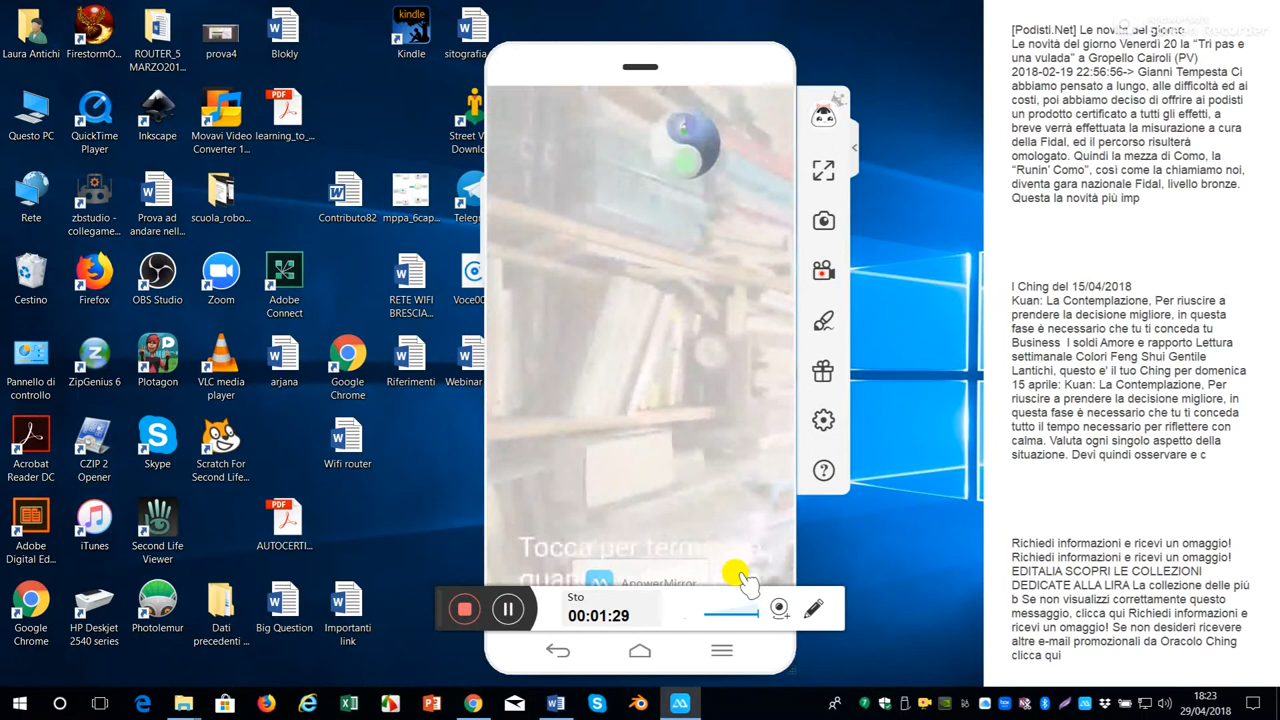 Laura Antichi
FirestormO...
ROUTER_5
MARZO201...
prova4
Blokly
kindle
Kindle
sitografia
Questo PC
QuickTime
Player
Inkscape
Movavi Video
Converter 1...
PDF
learning_to_...
Street V
Downlo
Rete
zbstudio -
collegame...
Prova ad
andare nell...
scuola_robo...
Contributo82
mppa_6cap...
Telegr
Cestino
Firefox
OBS Studio
Zoom
Adobe
Connect
RETE WIFI
BRESCIA...
Voce00
Pannello di
controllo
ZipGenius 6
Plotagon
VLC media
player
arjana
Google
Chrome
Riferimenti
Webinar
Acrobat
Reader DC
CZIP 2
Opener
Skype
Scratch For
Second Life...
Wifi router
Adobe
Digital Ed...
iTunes
Second Life
Viewer
PDF
AUTOCERTI...
Google
Chrome
HP Deskjet
2540 series
Photolemur
Dati
precedenti ...
Big Question
Importanti
link
Tocca per
ApowerMirror
Sto
00:01:29
[Podisti.Net] Le novità del giorno
Le novità del giorno Venerdì 20 la “Tri pas e
una vulada” a Gropello Cairoli (PV)
2018-02-19 22:56:56-> Gianni Tempesta Ci
abbiamo pensato a lungo, alle difficoltà ed ai
costi, poi abbiamo deciso di offrire ai podisti
un prodotto certificato a tutti gli effetti, a
breve verrà effettuata la misurazione a cura
della Fidal, ed il percorso risulterà
omologato. Quindi la mezza di Como, la
“Runin’ Como”, così come la chiamiamo noi,
diventa gara nazionale Fidal, livello bronze.
Questa la novità più imp
I Ching del 15/04/2018
Kuan: La Contemplazione, Per riuscire a
prendere la decisione migliore, in questa
fase è necessario che tu ti conceda tu
Business I soldi Amore e rapporto Lettura
settimanale Colori Feng Shui Gentile
Lantichi, questo e' il tuo Ching per domenica
15 aprile: Kuan: La Contemplazione, Per
riuscire a prendere la decisione migliore, in
questa fase è necessario che tu ti conceda
tutto il tempo necessario per riflettere con
calma. Valuta ogni singolo aspetto della
situazione. Devi quindi osservare e c
Richiedi informazioni e ricevi un omaggio!
Richiedi informazioni e ricevi un omaggio!
EDITALIA SCOPRI LE COLLEZIONI
DEDICATE ALLA LIRA La collezione delle più
b Se non visualizzi correttamente questo
messaggio, clicca qui Richiedi informazioni e
ricevi un omaggio! Se non desideri ricevere
altre e-mail promozionali da Oracolo Ching
clicca qui
18:23
29/04/2018